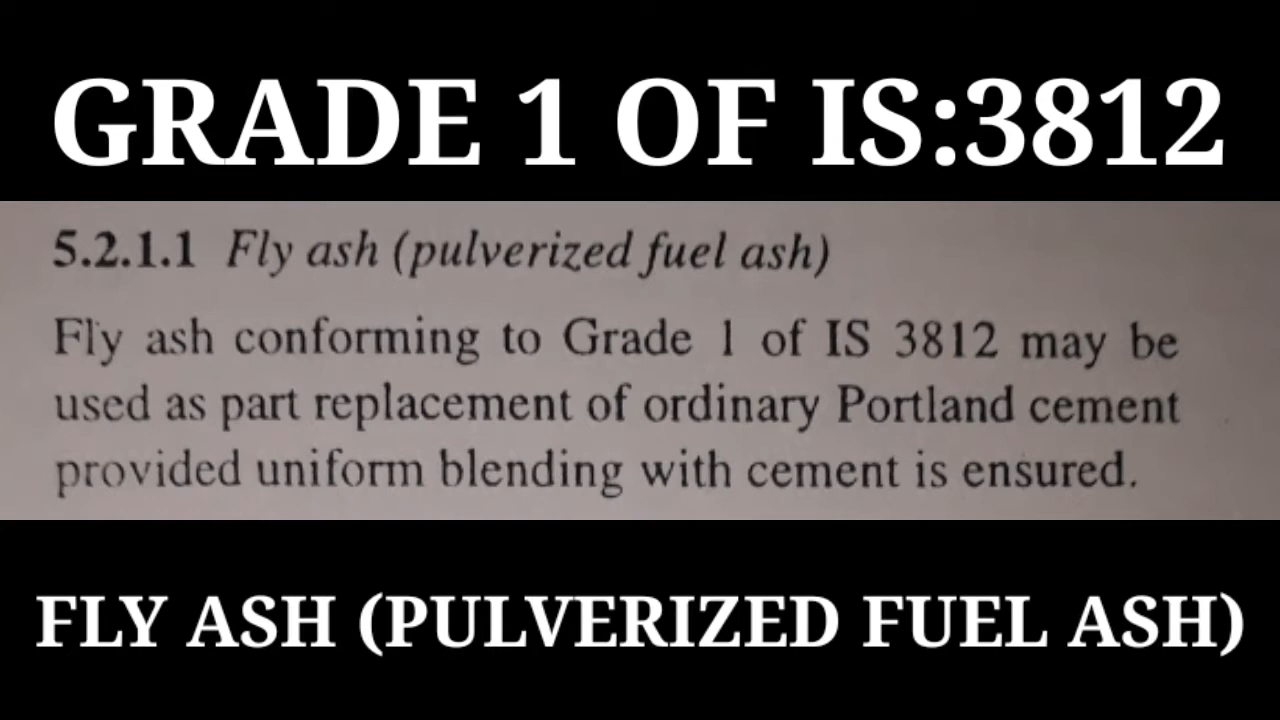 GRADE 1 OF IS:3812
5.2.1.1 Fly ash (pulverized fuel ash)
Fly ash conforming to Grade 1 of IS 3812 may be
used as part replacement of ordinary Portland cement
provided uniform blending with cement is ensured.
FLY ASH (PULVERIZED FUEL ASH)